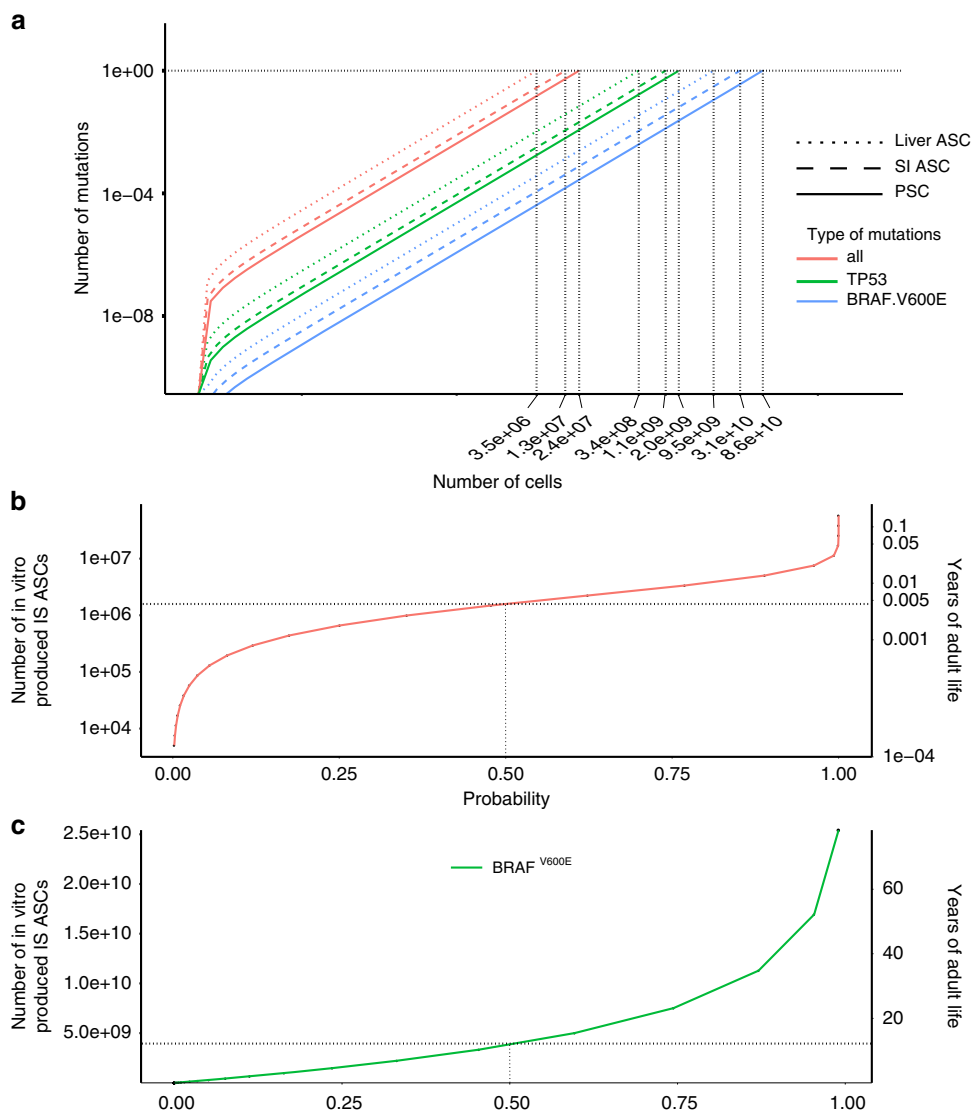 a
1e+00
1e−04
1e−08
Number of mutations
Liver ASC
SI ASC
PSC
Type of mutations
all
TP53
BRAF.V600E
3.5e+06
1.3e+07
2.4e+07
3.4e+08
1.1e+09
2.0e+09
9.5e+09
3.1e+10
8.6e+10
Number of cells
b
Number of in vitro
produced IS ASCs
1e+07
1e+06
1e+05
1e+04
0.1
0.05
0.01
0.005
0.001
1e−04
Years of adult life
0.00 0.25 0.50 0.75 1.00
Probability
c
Number of in vitro
produced IS ASCs
2.5e+10
2.0e+10
1.5e+10
1.0e+10
5.0e+09
BRAF V600E
60
40
20
Years of adult life
0.00 0.25 0.50 0.75 1.00